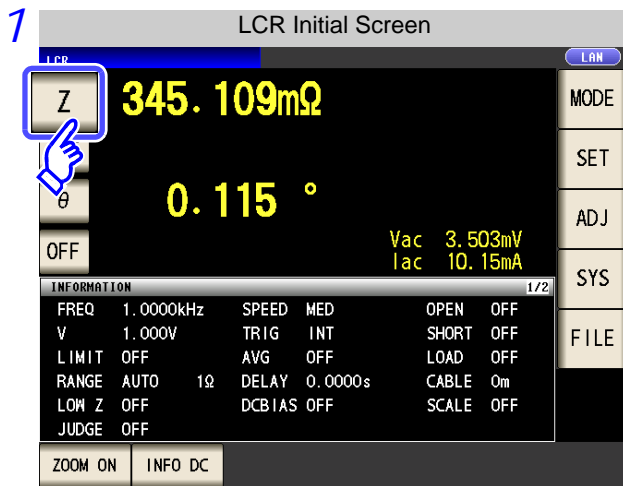 1 LCR Initial Screen
LCR LAN
Z 345.109mΩ MODE
SET
θ 0.115 ° ADJ
OFF Vac 3.503mV
Iac 10.15mA SYS
INFORMATION 1/2
FREQ 1.0000kHz SPEED MED OPEN OFF
V 1.000V TRIG INT SHORT OFF FILE
LIMIT OFF AVG OFF LOAD OFF
RANGE AUTO 1Ω DELAY 0.0000s CABLE 0m
LOW Z OFF DCBIAS OFF SCALE OFF
JUDGE OFF
ZOOM ON INFO DC